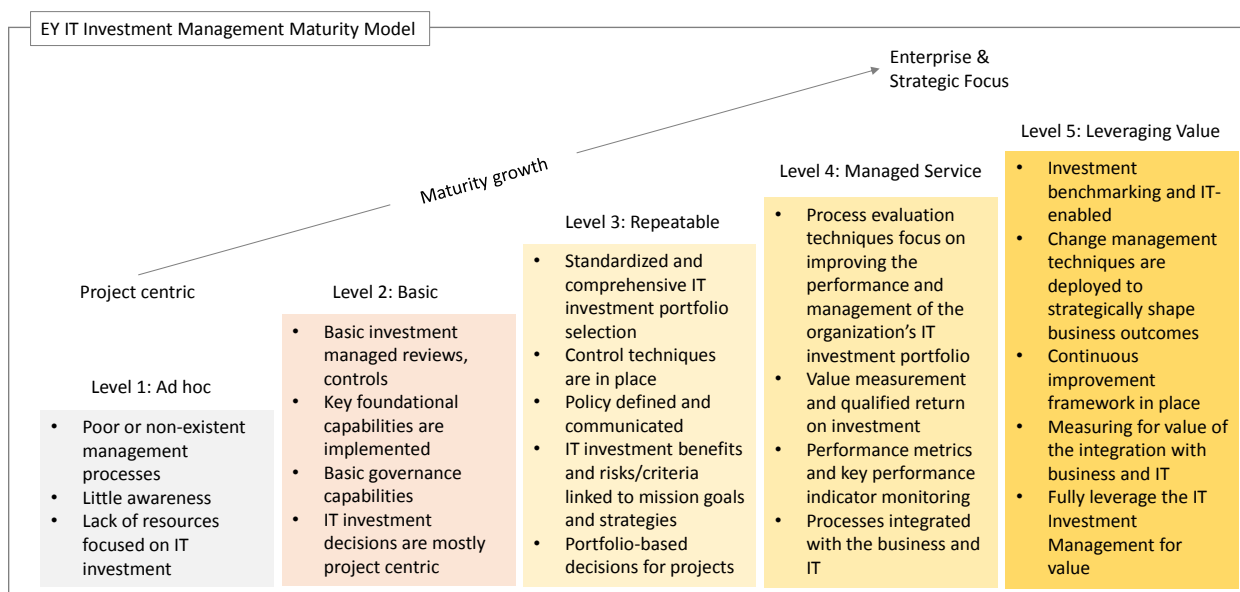 EY IT Investment Management Maturity Model
Enterprise &
Strategic Focus
Maturity growth
Project centric
Level 1: Ad hoc
• Poor or non-existent
management
processes
• Little awareness
• Lack of resources
focused on IT
investment
Level 2: Basic
• Basic investment
managed reviews,
controls
• Key foundational
capabilities are
implemented
• Basic governance
capabilities
• IT investment
decisions are mostly
project centric
Level 3: Repeatable
• Standardized and
comprehensive IT
investment portfolio
selection
• Control techniques
are in place
• Policy defined and
communicated
• IT investment benefits
and risks/criteria
linked to mission goals
and strategies
• Portfolio-based
decisions for projects
Level 4: Managed Service
• Process evaluation
techniques focus on
improving the
performance and
management of the
organization's IT
investment portfolio
• Value measurement
and qualified return
on investment
• Performance metrics
and key performance
indicator monitoring
• Processes integrated
with the business and
IT
Level 5: Leveraging Value
• Investment
benchmarking and IT-
enabled
• Change management
techniques are
deployed to
strategically shape
business outcomes
• Continuous
improvement
framework in place
• Measuring for value of
the integration with
business and IT
• Fully leverage the IT
Investment
Management for
value